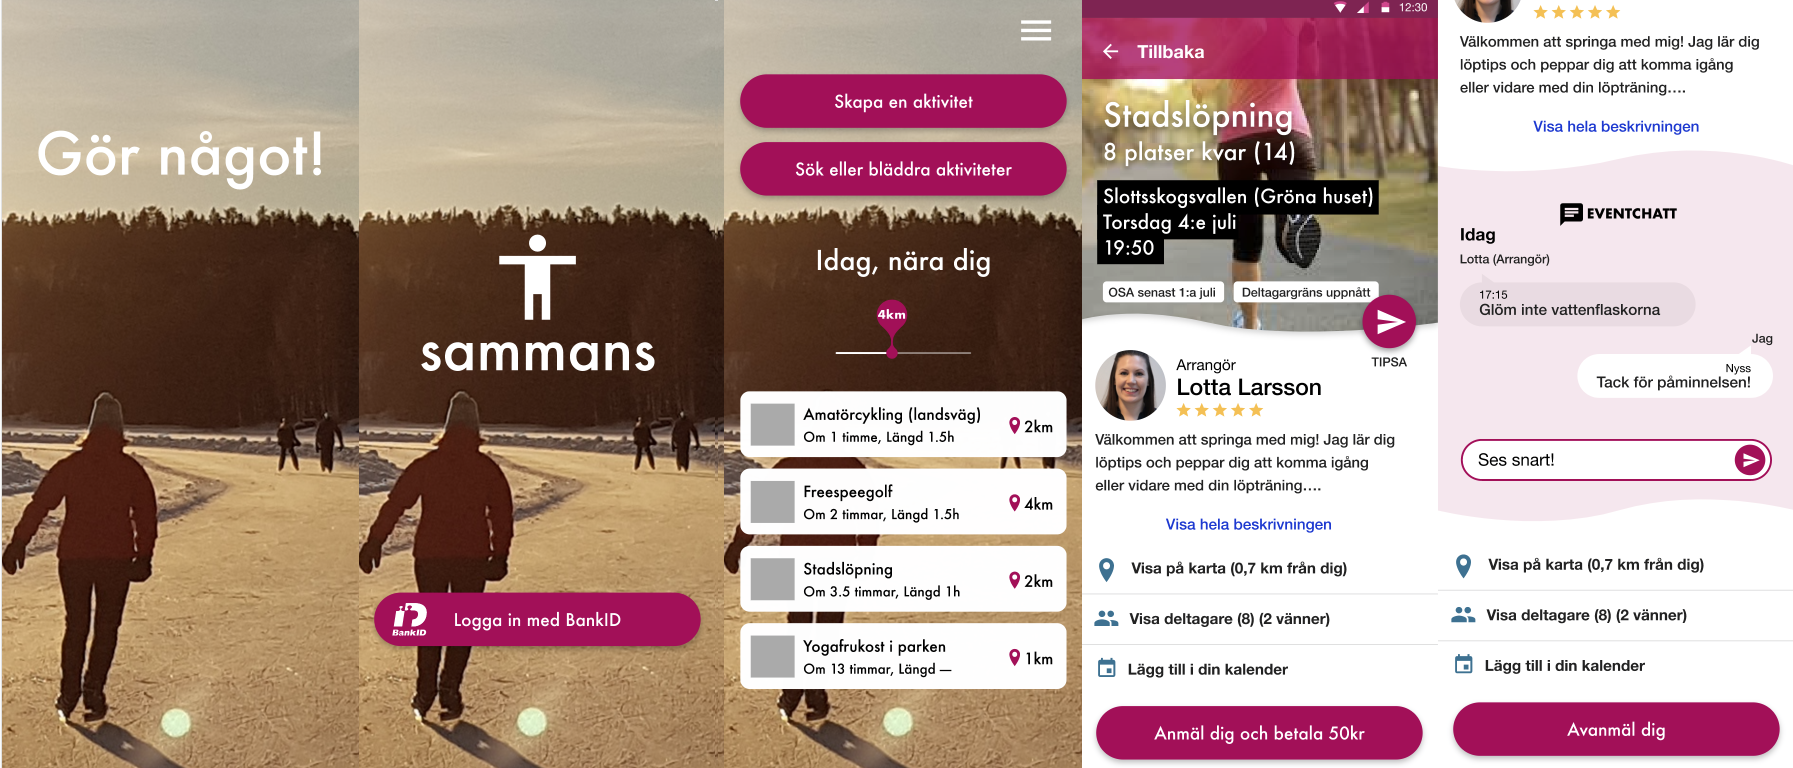 Gör något!
sammans
BankID
Logga in med BankID
Skapa en aktivitet
Sök eller bläddra aktiviteter
Idag, nära dig
4km
Amatörcykling (landsväg)
Om 1 timme, Längd 1.5h
2km
Freespeegolf
Om 2 timmar, Längd 1.5h
4km
Stadslöpning
Om 3.5 timmar, Längd 1h
2km
Yogafrukost i parken
Om 13 timmar, Längd —
1km
12:30
Tillbaka
Stadslöpning
8 platser kvar (14)
Slottsskogsvallen (Gröna huset)
Torsdag 4:e juli
19:50
OSA senast 1:a juli
Deltagargräns uppnått
TIPSA
Arrangör
Lotta Larsson
Välkommen att springa med mig! Jag lär dig
löptips och peppar dig att komma igång
eller vidare med din löpträning....
Visa hela beskrivningen
Visa på karta (0,7 km från dig)
Visa deltagare (8) (2 vänner)
Lägg till i din kalender
Anmäl dig och betala 50kr
Välkommen att springa med mig! Jag lär dig
löptips och peppar dig att komma igång
eller vidare med din löpträning....
Visa hela beskrivningen
EVENTCHATT
Idag
Lotta (Arrangör)
17:15
Glöm inte vattenflaskorna
Jag
Nyss
Tack för påminnelsen!
Ses snart!
Visa på karta (0,7 km från dig)
Visa deltagare (8) (2 vänner)
Lägg till i din kalender
Avanmäl dig